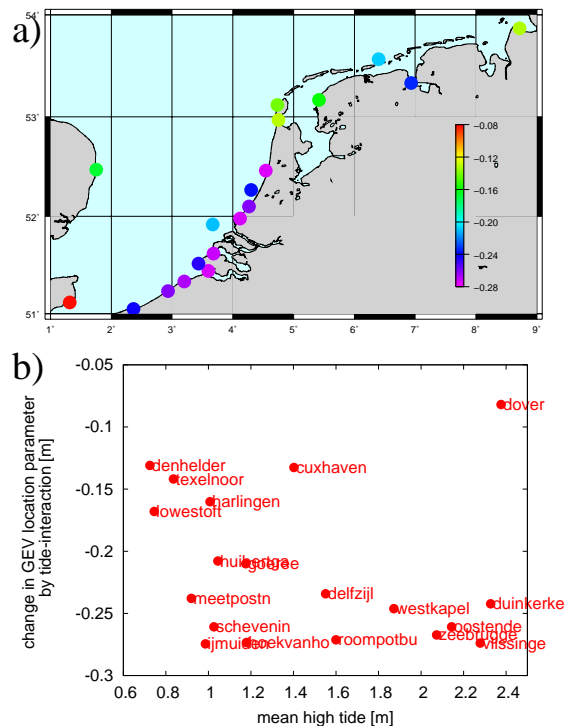 a)
54˚
53˚
52˚
51˚
1˚ 2˚ 3˚ 4˚ 5˚ 6˚ 7˚ 8˚ 9˚
−0.08
−0.12
−0.16
−0.20
−0.24
−0.28
b)
-0.05
-0.1
-0.15
-0.2
-0.25
-0.3
change in GEV location parameter
by tide-interaction [m]
dover
denhelder
cuxhaven
texelnoor
harlingen
lowestoft
huibertga
goeree
delfzijl
meetpostn
westkapel
duinkerke
schevenin
oostende
zeebrugge
ijmuiden
hoekvanho
roompotbu
vlissinge
0.6 0.8 1 1.2 1.4 1.6 1.8 2 2.2 2.4
mean high tide [m]